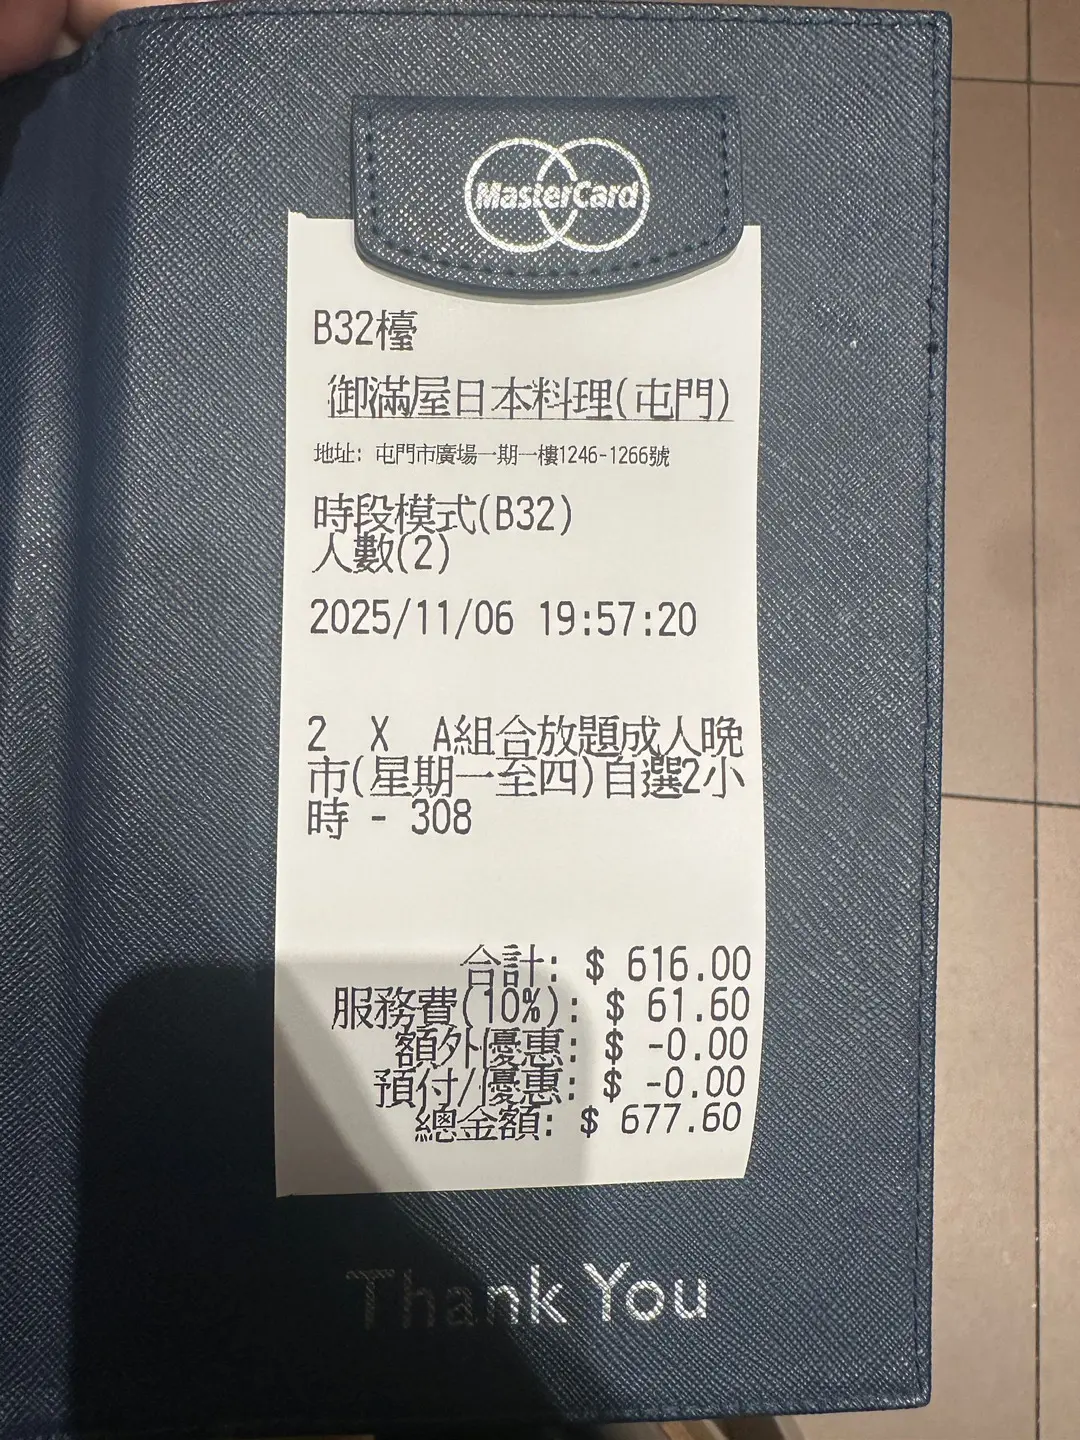 MasterCard
B32檯
御滿屋日本料理(屯門)
地址: 屯門市廣場一期一樓1246-1266號
時段模式(B32)
人數(2)
2025/11/06 19:57:20
2 X A組合放題成人晚
市(星期一至四)自選2小
時 - 308
合計: $ 616.00
服務費(10%): $ 61.60
額外優惠: $ -0.00
預付/優惠: $ -0.00
總金額: $ 677.60
Thank You